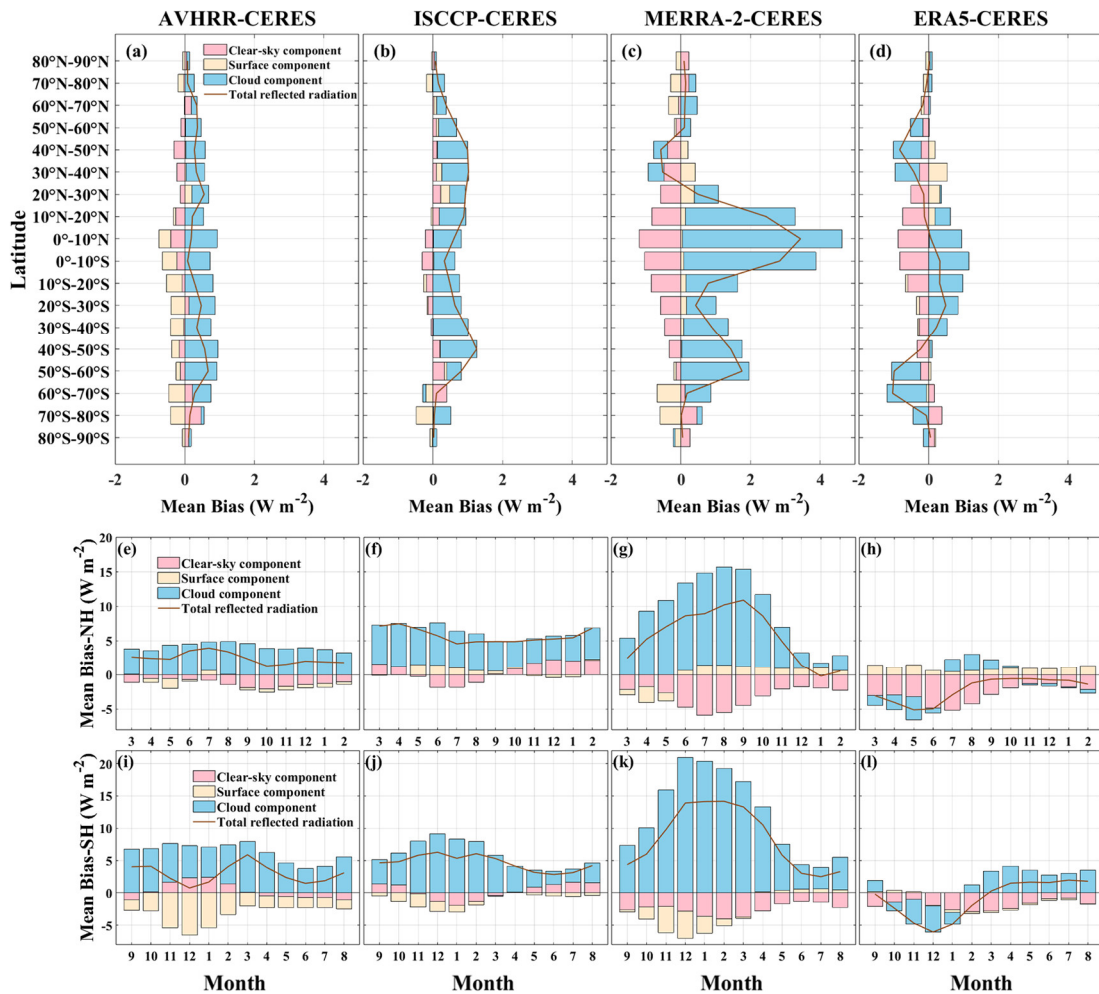 AVHRR-CERES ISCCP-CERES MERRA-2-CERES ERA5-CERES
(a) (b) (c) (d)
Clear-sky component
Surface component
Cloud component
Total reflected radiation
Latitude
80°N-90°N
70°N-80°N
60°N-70°N
50°N-60°N
40°N-50°N
30°N-40°N
20°N-30°N
10°N-20°N
0°-10°N
0°-10°S
10°S-20°S
20°S-30°S
30°S-40°S
40°S-50°S
50°S-60°S
60°S-70°S
70°S-80°S
80°S-90°S
-2 0 2 4 -2 0 2 4 -2 0 2 4 -2 0 2 4
Mean Bias (W m⁻²) Mean Bias (W m⁻²) Mean Bias (W m⁻²) Mean Bias (W m⁻²)
Mean Bias-NH (W m⁻²)
20
15
10
5
0
-5
(e) (f) (g) (h)
Clear-sky component
Surface component
Cloud component
Total reflected radiation
3 4 5 6 7 8 9 10 11 12 1 2 3 4 5 6 7 8 9 10 11 12 1 2 3 4 5 6 7 8 9 10 11 12 1 2 3 4 5 6 7 8 9 10 11 12 1 2
Mean Bias-SH (W m⁻²)
20
15
10
5
0
-5
(i) (j) (k) (l)
Clear-sky component
Surface component
Cloud component
Total reflected radiation
9 10 11 12 1 2 3 4 5 6 7 8 9 10 11 12 1 2 3 4 5 6 7 8 9 10 11 12 1 2 3 4 5 6 7 8 9 10 11 12 1 2 3 4 5 6 7 8
Month Month Month Month